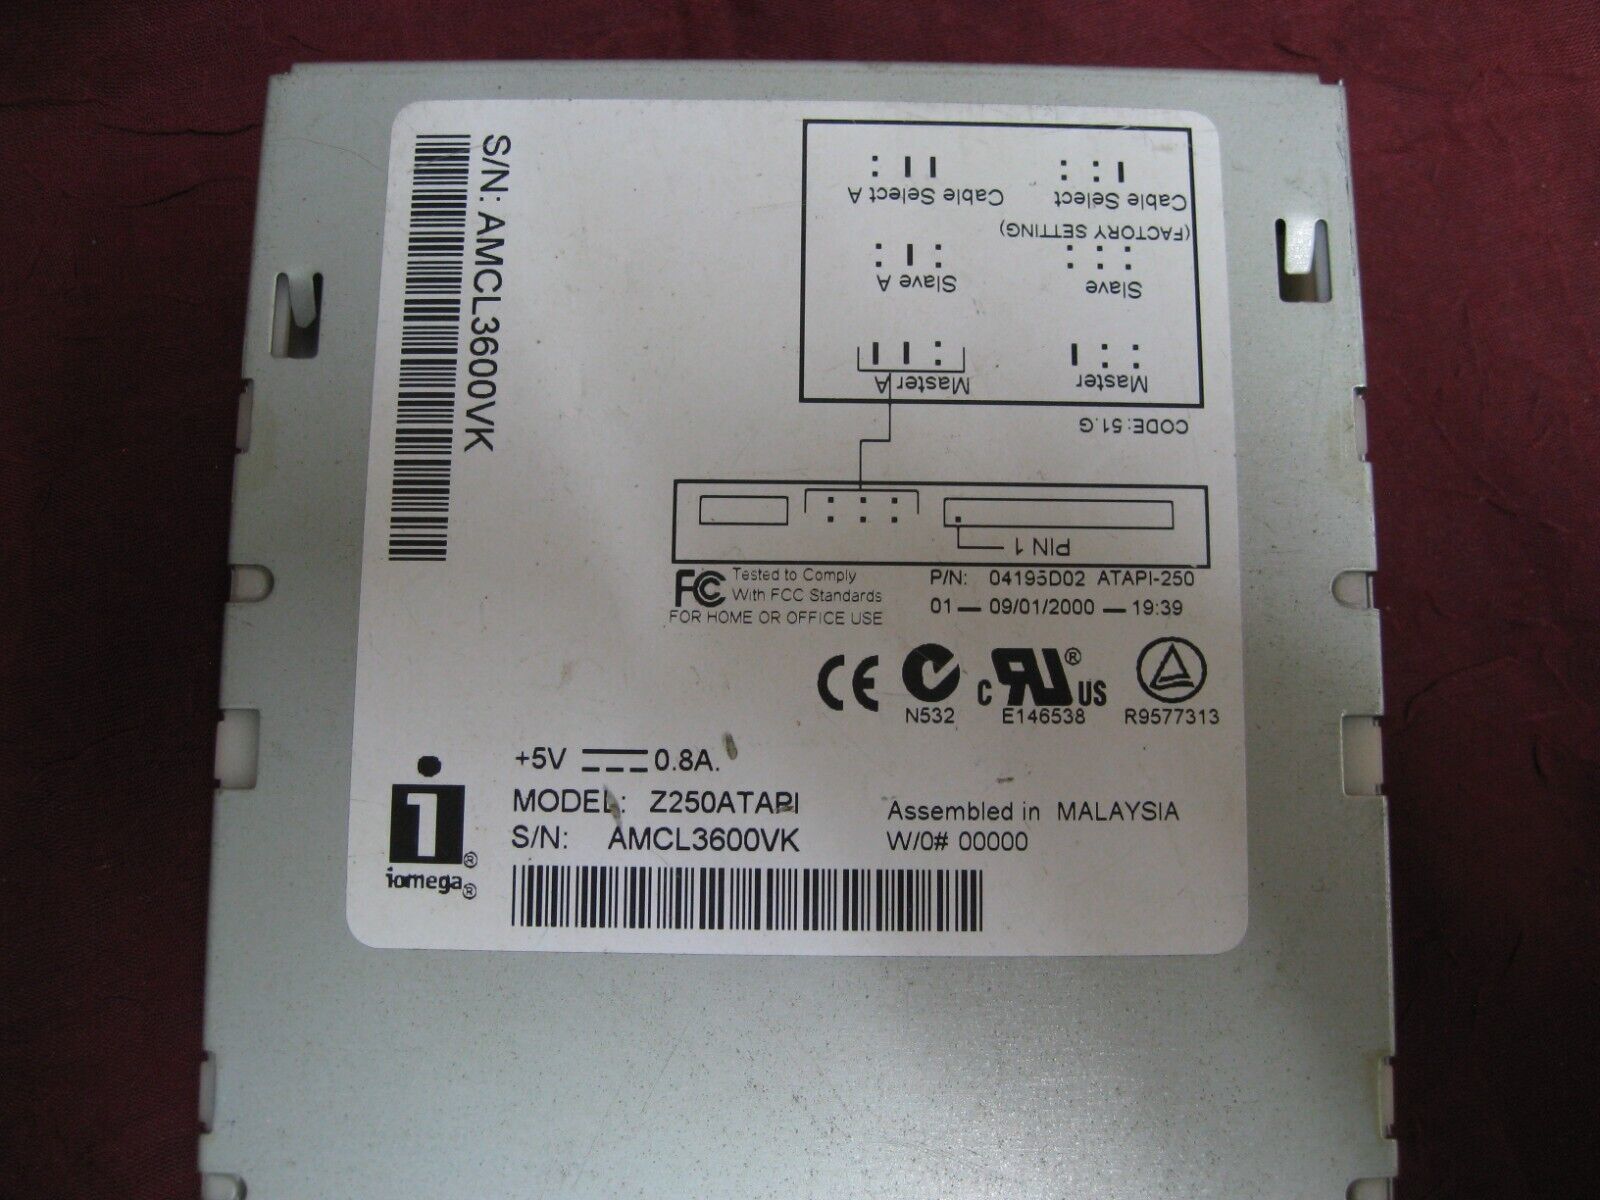 S/N: AMCL3600VK
Cable Select A
Cable Select
(FACTORY SETTING)
Slave A
Slave
Master A
Master
CODE: 51.G
PIN 1
FC Tested to Comply
With FCC Standards
FOR HOME OR OFFICE USE
P/N: 04195D02 ATAPI-250
01 — 09/01/2000 — 19:39
CE
N532
C RU ® US
E146538
R9577313
+5V 0.8A.
MODEL: Z250ATAPI
S/N: AMCL3600VK
Assembled in MALAYSIA
W/0# 00000
i®
iomega®